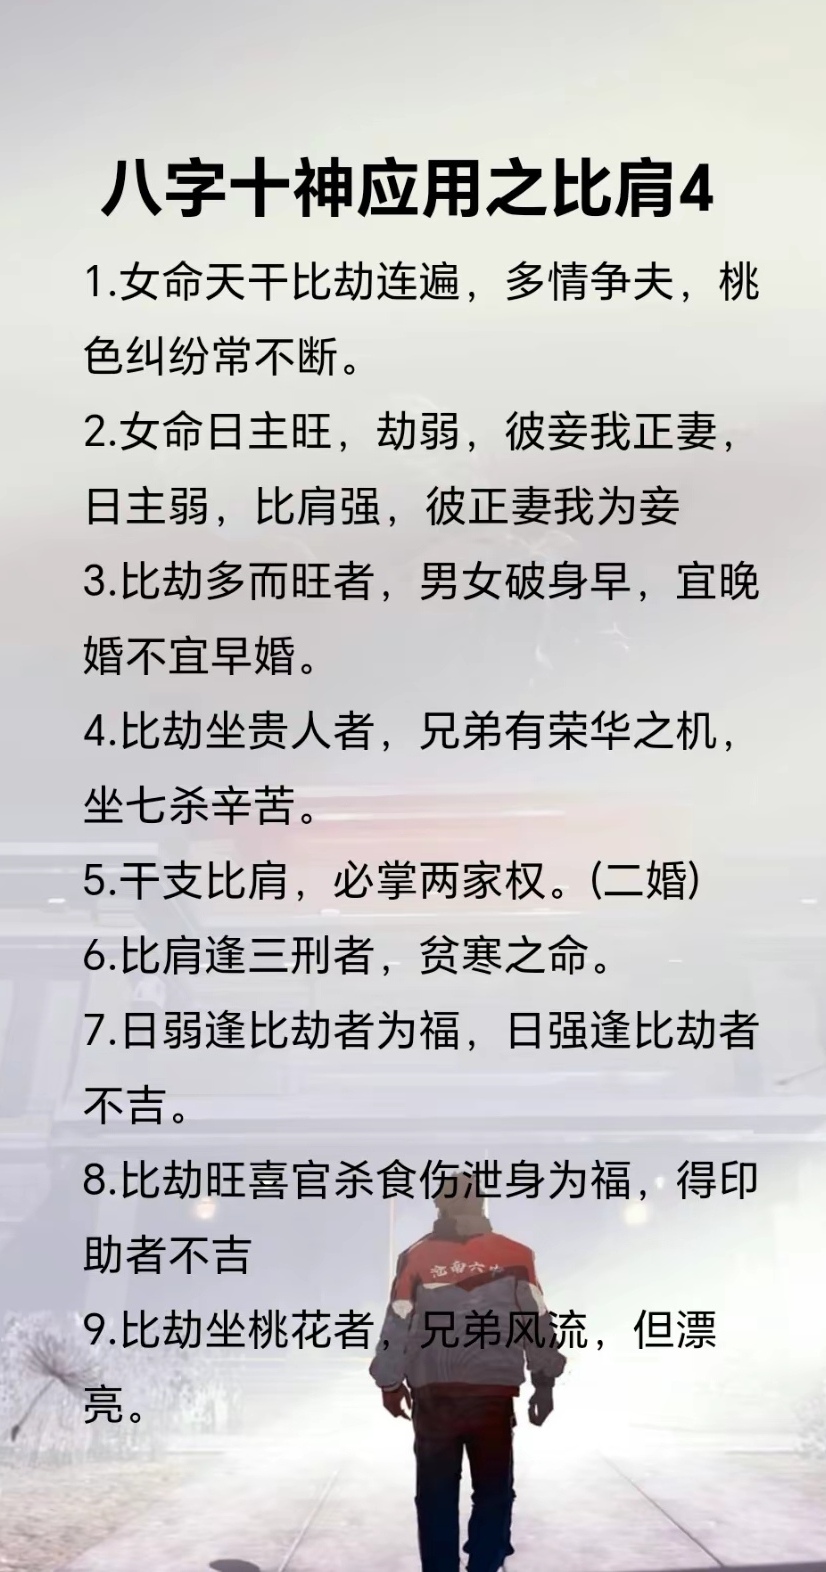 八字十神应用之比肩4
1.女命天干比劫连遍，多情争夫，桃
色纠纷常不断。
2.女命日主旺，劫弱，彼妾我正妻，
日主弱，比肩强，彼正妻我为妾
3.比劫多而旺者，男女破身早，宜晚
婚不宜早婚。
4.比劫坐贵人者，兄弟有荣华之机，
坐七杀辛苦。
5.干支比肩，必掌两家权。(二婚)
6.比肩逢三刑者，贫寒之命。
7.日弱逢比劫者为福，日强逢比劫者
不吉。
8.比劫旺喜官杀食伤泄身为福，得印
助者不吉
9.比劫坐桃花者，兄弟风流，但漂
亮。